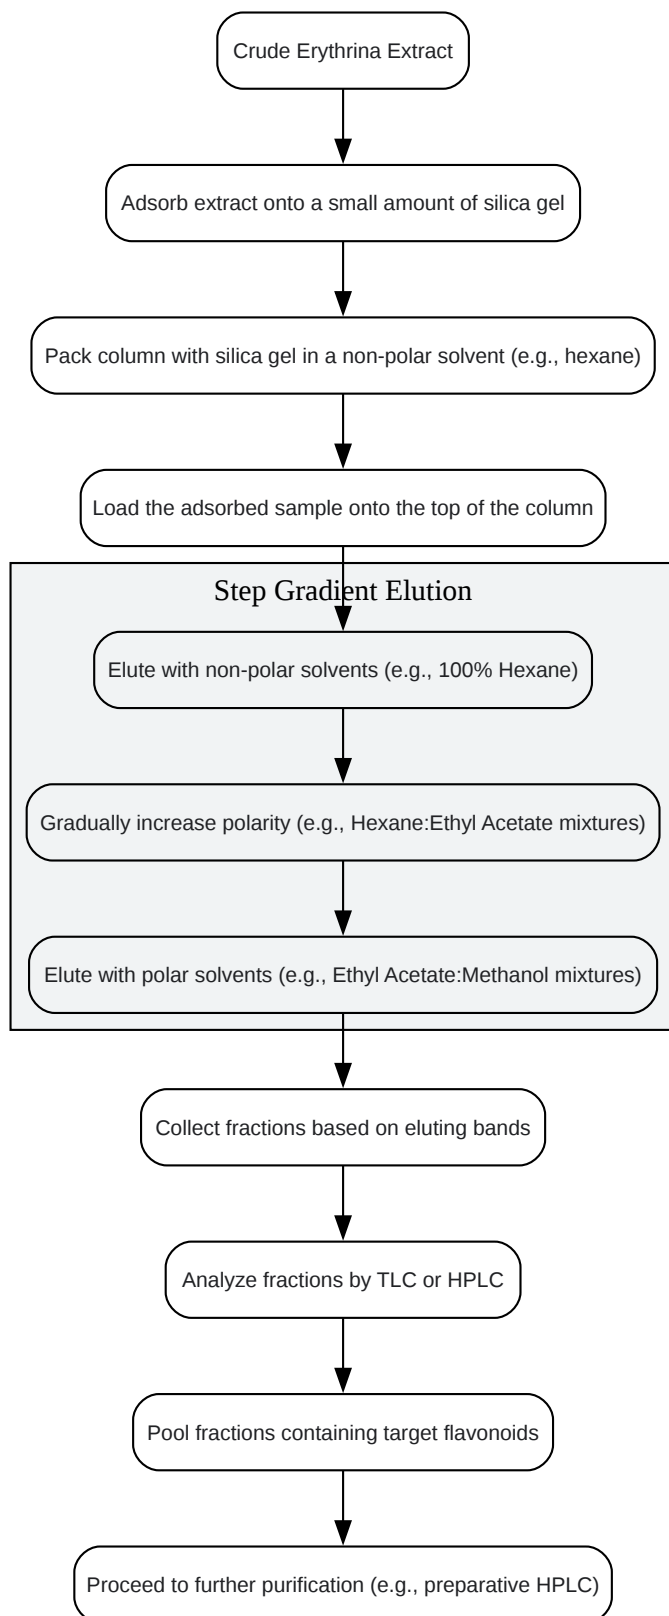 Crude Erythrina Extract
Adsorb extract onto a small amount of silica gel
Pack column with silica gel in a non-polar solvent (e.g., hexane)
Load the adsorbed sample onto the top of the column
Step Gradient Elution
Elute with non-polar solvents (e.g., 100% Hexane)
Gradually increase polarity (e.g., Hexane:Ethyl Acetate mixtures)
Elute with polar solvents (e.g., Ethyl Acetate:Methanol mixtures)
Collect fractions based on eluting bands
Analyze fractions by TLC or HPLC
Pool fractions containing target flavonoids
Proceed to further purification (e.g., preparative HPLC)